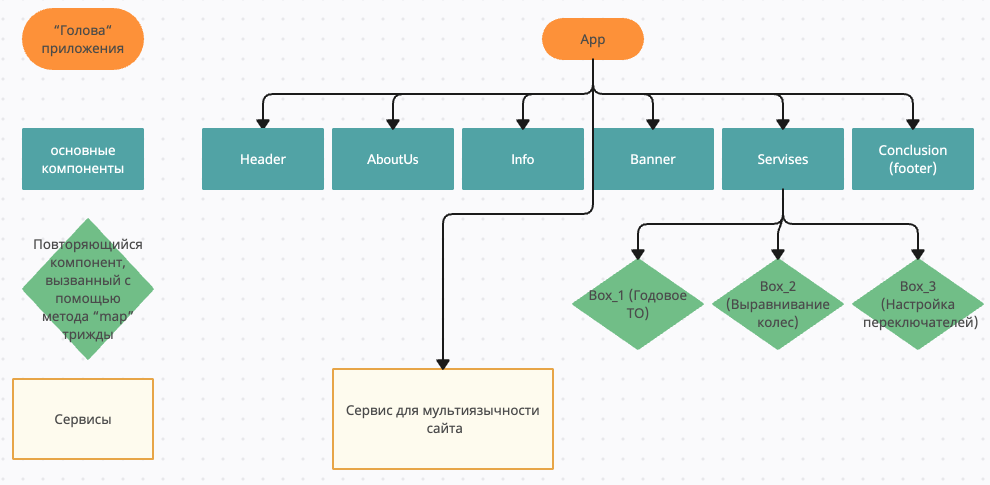 “Голова”
приложения
App
основные
компоненты
Header
AboutUs
Info
Banner
Servises
Conclusion
(footer)
Повторяющийся
компонент,
вызванный с
помощью
метода “map”
трижды
Box_1 (Годовое
ТО)
Box_2
(Выравнивание
колес)
Box_3
(Настройка
переключателей)
Сервисы
Сервис для мультиязычности
сайта